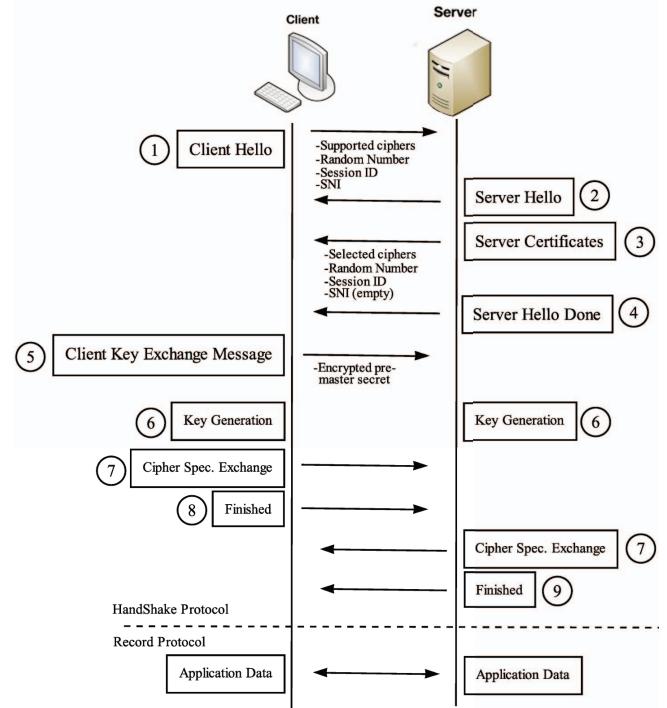 Client
Server
1
Client Hello
-Supported ciphers
-Random Number
-Session ID
-SNI
Server Hello
2
Server Certificates
3
-Selected ciphers
-Random Number
-Session ID
-SNI (empty)
Server Hello Done
4
5
Client Key Exchange Message
-Encrypted pre-
master secret
6
Key Generation
Key Generation
6
7
Cipher Spec. Exchange
8
Finished
Cipher Spec. Exchange
7
Finished
9
HandShake Protocol
Record Protocol
Application Data
Application Data